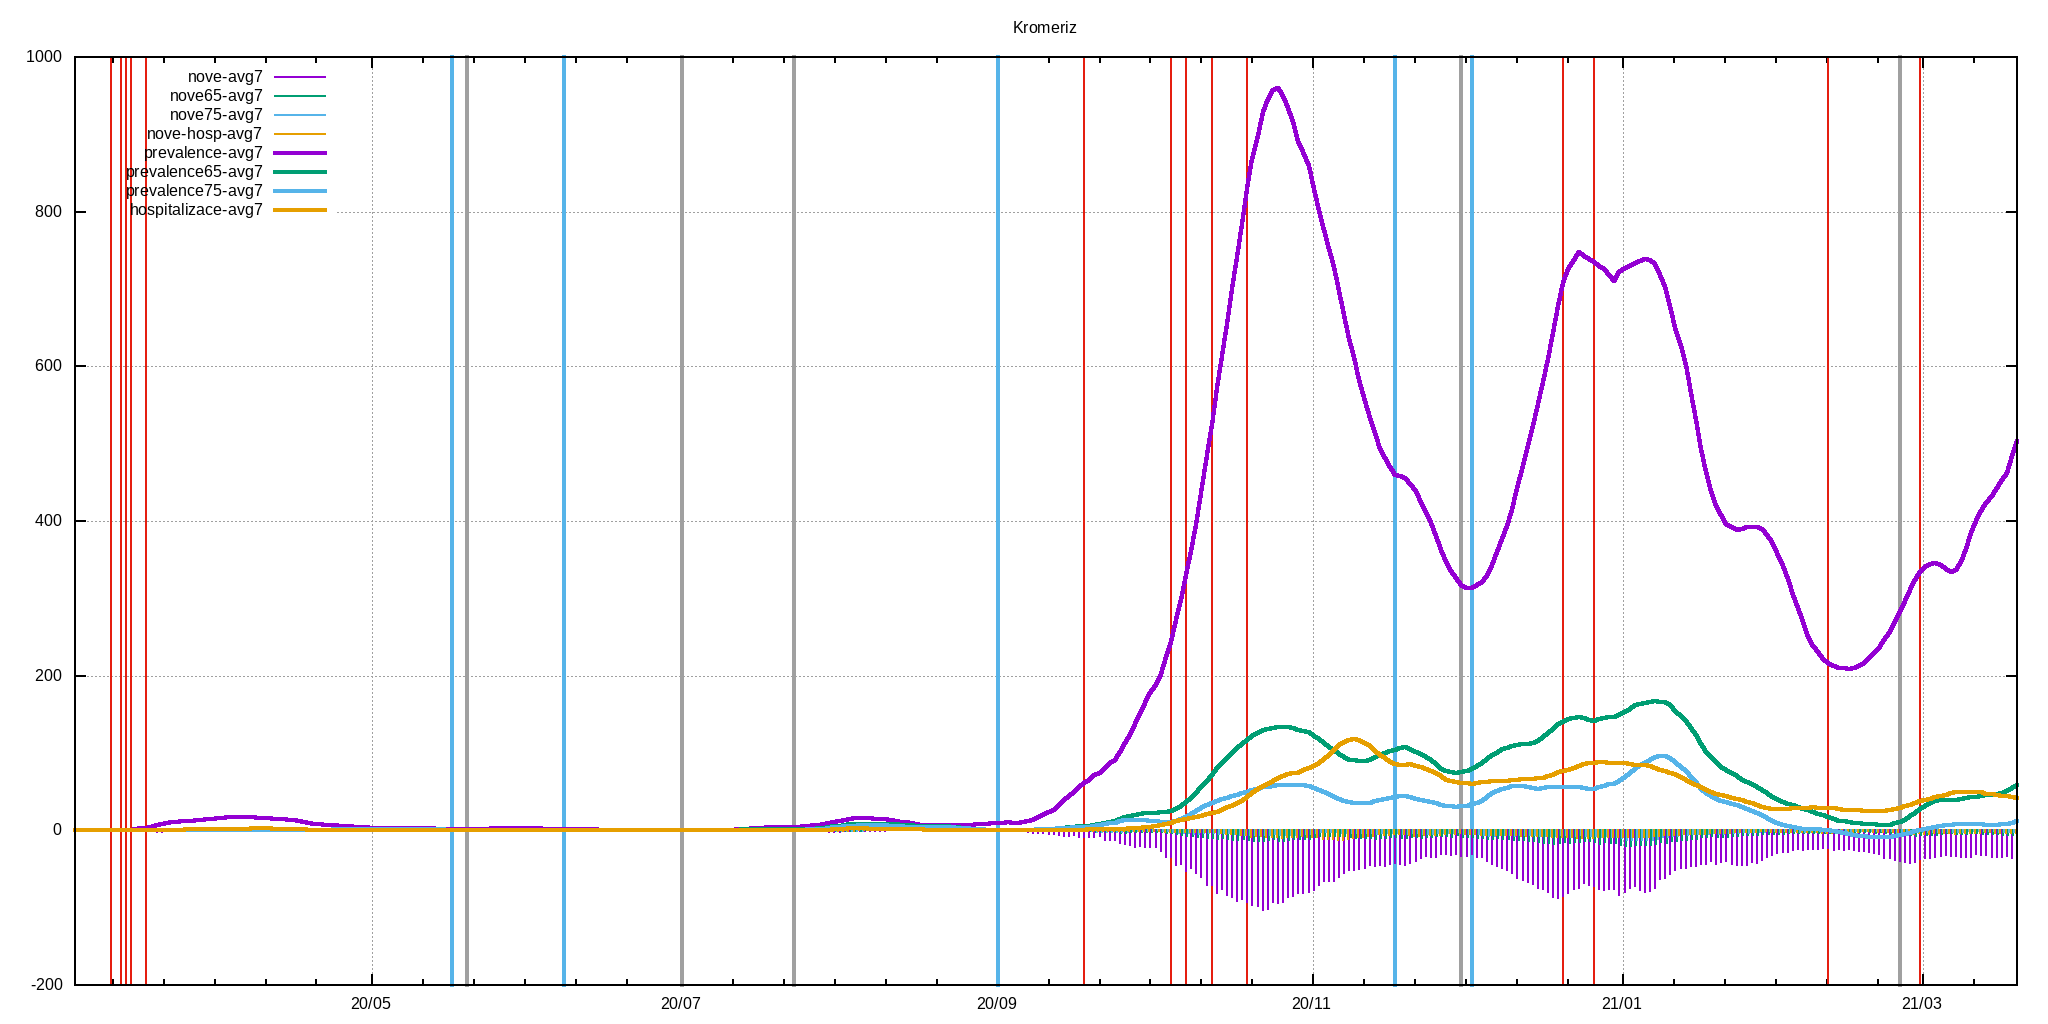 Kromeriz
1000
800
600
400
200
0
-200
nove-avg7
nove65-avg7
nove75-avg7
nove-hosp-avg7
prevalence-avg7
prevalence65-avg7
prevalence75-avg7
hospitalizace-avg7
20/05 20/07 20/09 20/11 21/01 21/03